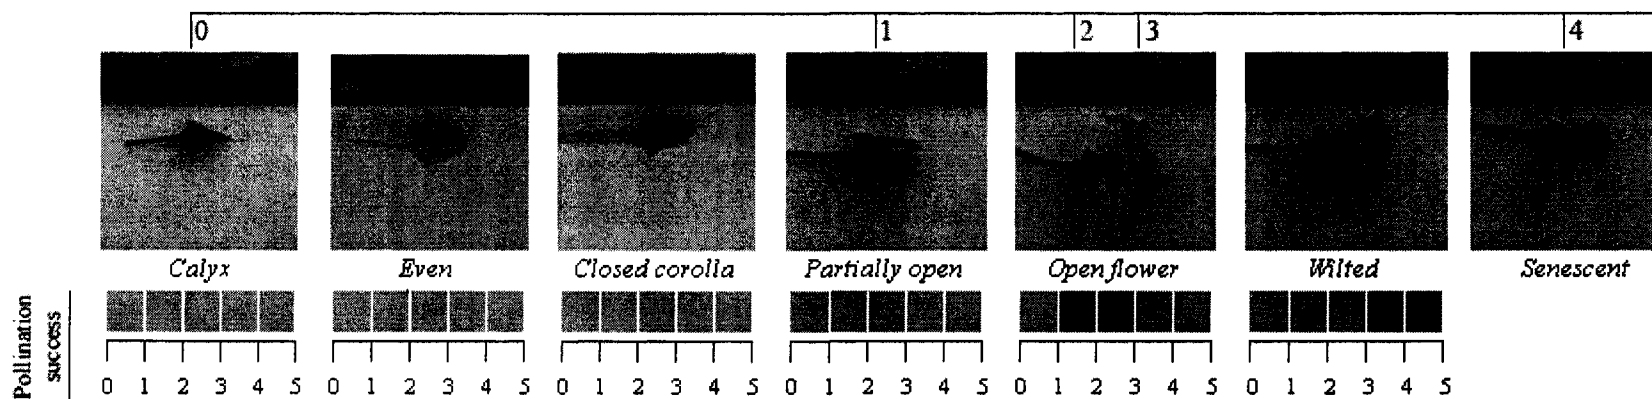 0 1 2 3 4
Calyx Even Closed corolla Partially open Open flower Wilted Senescent
Pollination
success
0 1 2 3 4 5 0 1 2 3 4 5 0 1 2 3 4 5 0 1 2 3 4 5 0 1 2 3 4 5 0 1 2 3 4 5